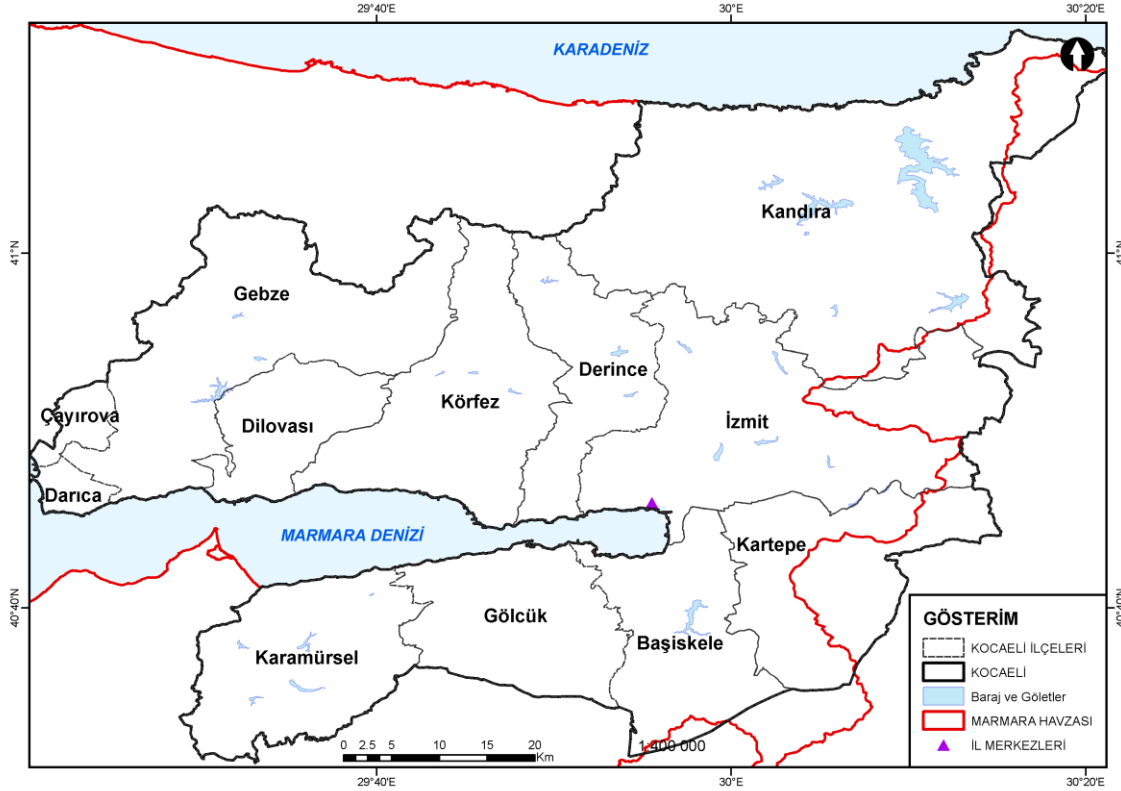 29°40'E
30°E
30°20'E
KARADENİZ
41°N
41°N
Kandıra
Gebze
Derince
Körfez
Çayırova
Dilovası
İzmit
Darıca
MARMARA DENİZİ
Kartepe
40°40'N
40°40'N
Gölcük
Başiskele
Karamürsel
GÖSTERİM
KOCAELİ İLÇELERİ
KOCAELİ
Baraj ve Göletler
MARMARA HAVZASI
İL MERKEZLERİ
0 2.5 5 10 15 20
Km
1:400 000
29°40'E
30°E
30°20'E